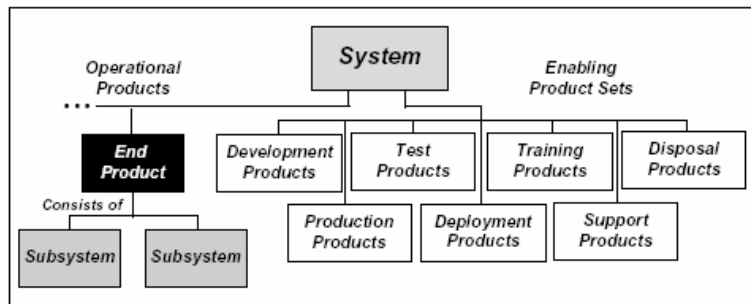 System
Operational
Products
Enabling
Product Sets
•••
End
Product
Development
Products
Test
Products
Training
Products
Disposal
Products
Consists of
Production
Products
Deployment
Products
Support
Products
Subsystem
Subsystem